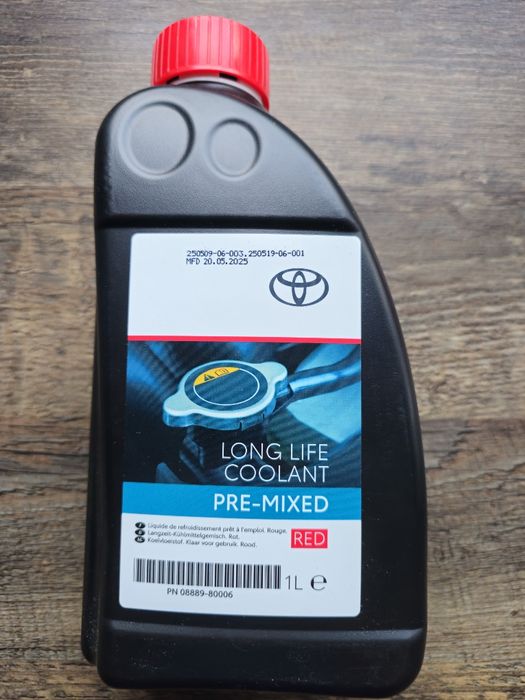 250509-06-003.250519-06-001
MFD 20.05.2025
LONG LIFE
COOLANT
PRE-MIXED
Liquide de refroidissement prêt à l'emploi. Rouge.
Langzeit-Kühlmittelgemisch. Rot.
Koelvloeistof. Klaar voor gebruik. Rood.
RED
1L e
PN 08889-80006